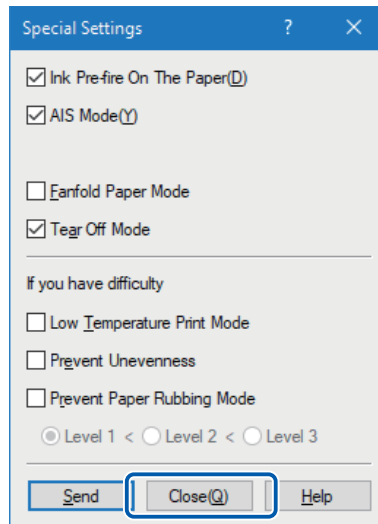 Special Settings ? ×
Ink Pre-fire On The Paper(D)
AIS Mode(Y)
Fanfold Paper Mode
Tear Off Mode
If you have difficulty
Low Temperature Print Mode
Prevent Unevenness
Prevent Paper Rubbing Mode
Level 1 < Level 2 < Level 3
Send Close(Q) Help